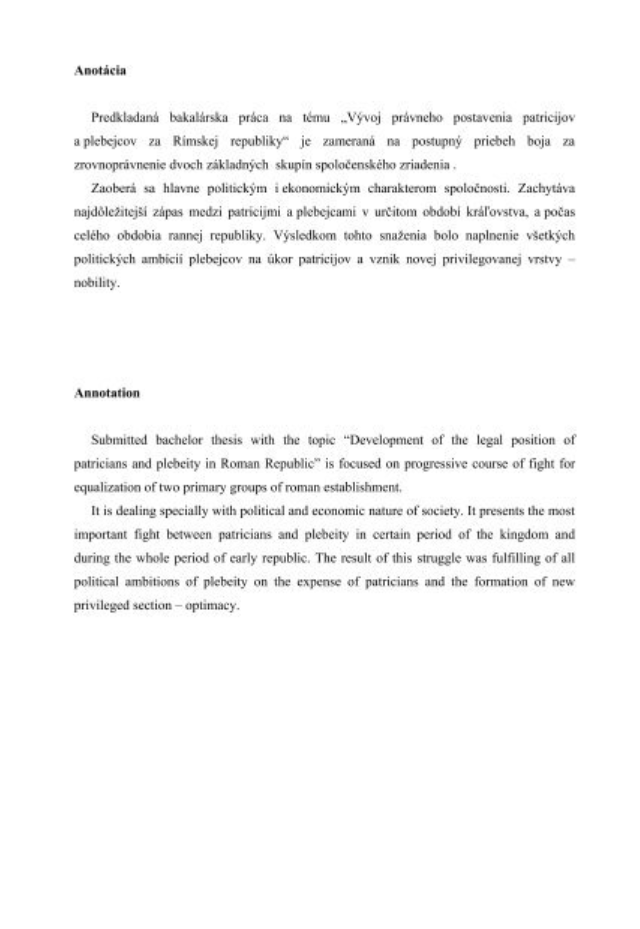 Anotácia
Predkladaná bakalárska práca na tému „Vývoj právneho postavenia patricijov
a plebejcov za Rímskej republiky“ je zameraná na postupný priebeh boja za
zrovnoprávnenie dvoch základných skupín spoločenského zriadenia .
Zaoberá sa hlavne politickým i ekonomickým charakterom spoločnosti. Zachytáva
najdôležitejší zápas medzi patricijmi a plebejcami v určitom období kráľovstva, a počas
celého obdobia rannej republiky. Výsledkom tohto snaženia bolo naplnenie všetkých
politických ambícií plebejcov na úkor patricijov a vznik novej privilegovanej vrstvy –
nobility.
Annotation
Submitted bachelor thesis with the topic “Development of the legal position of
patricians and plebeity in Roman Republic” is focused on progressive course of fight for
equalization of two primary groups of roman establishment.
It is dealing specially with political and economic nature of society. It presents the most
important fight between patricians and plebeity in certain period of the kingdom and
during the whole period of early republic. The result of this struggle was fulfilling of all
political ambitions of plebeity on the expense of patricians and the formation of new
privileged section – optimacy.